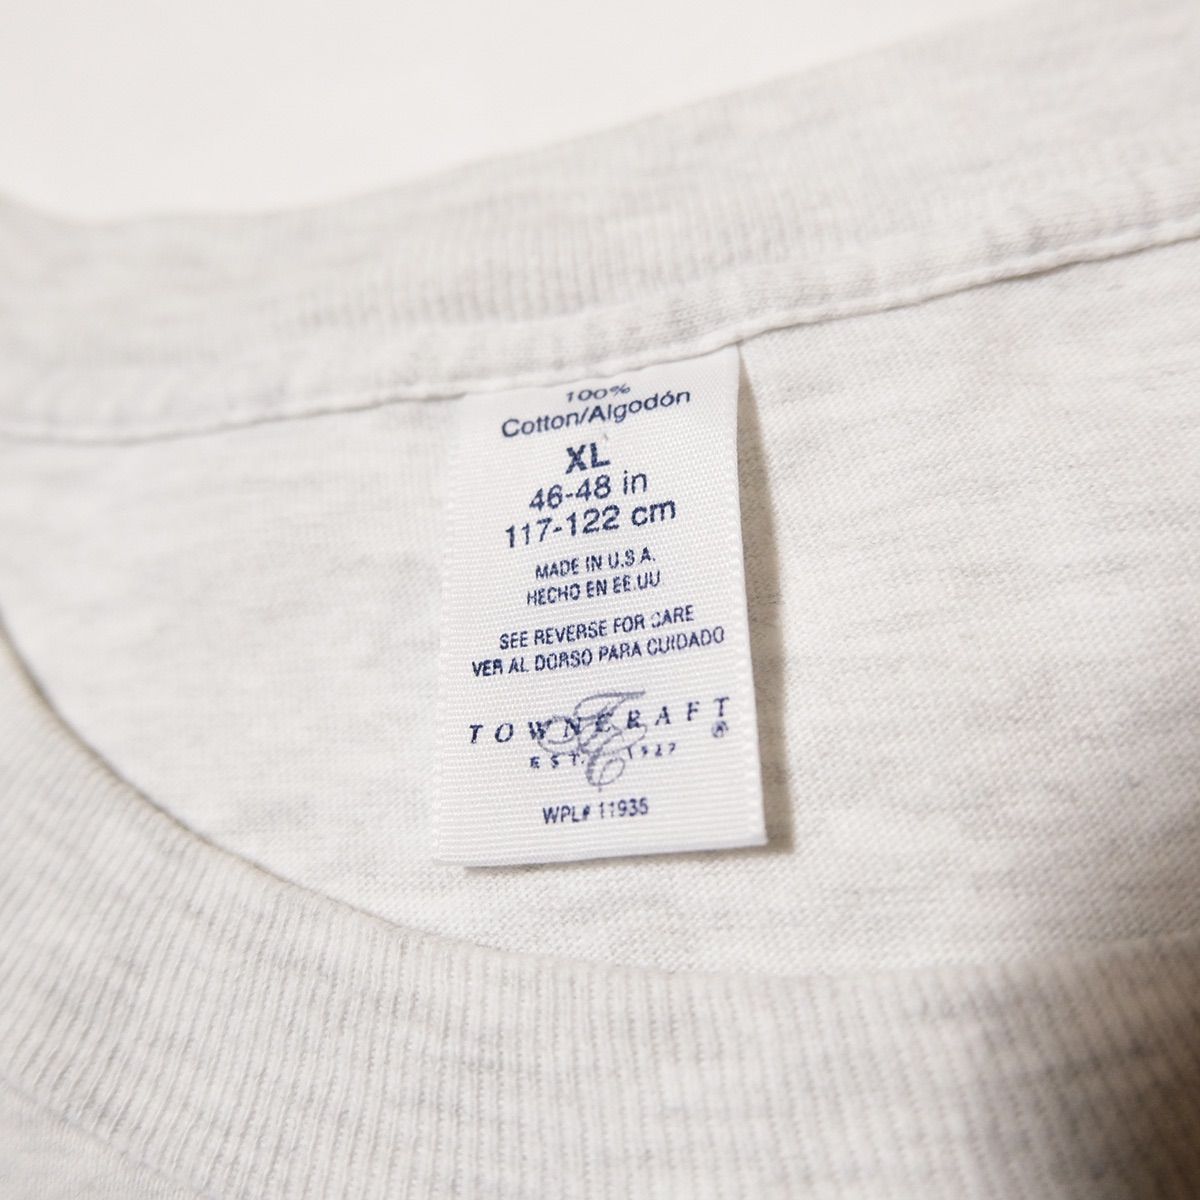 100%
Cotton/Algodón
XL
46-48 in
117-122 cm
MADE IN U.S.A.
HECHO EN EE.UU
SEE REVERSE FOR CARE
VER AL DORSO PARA CUIDADO
TOWNCRAFT ®
EST. 1927
WPL# 11935